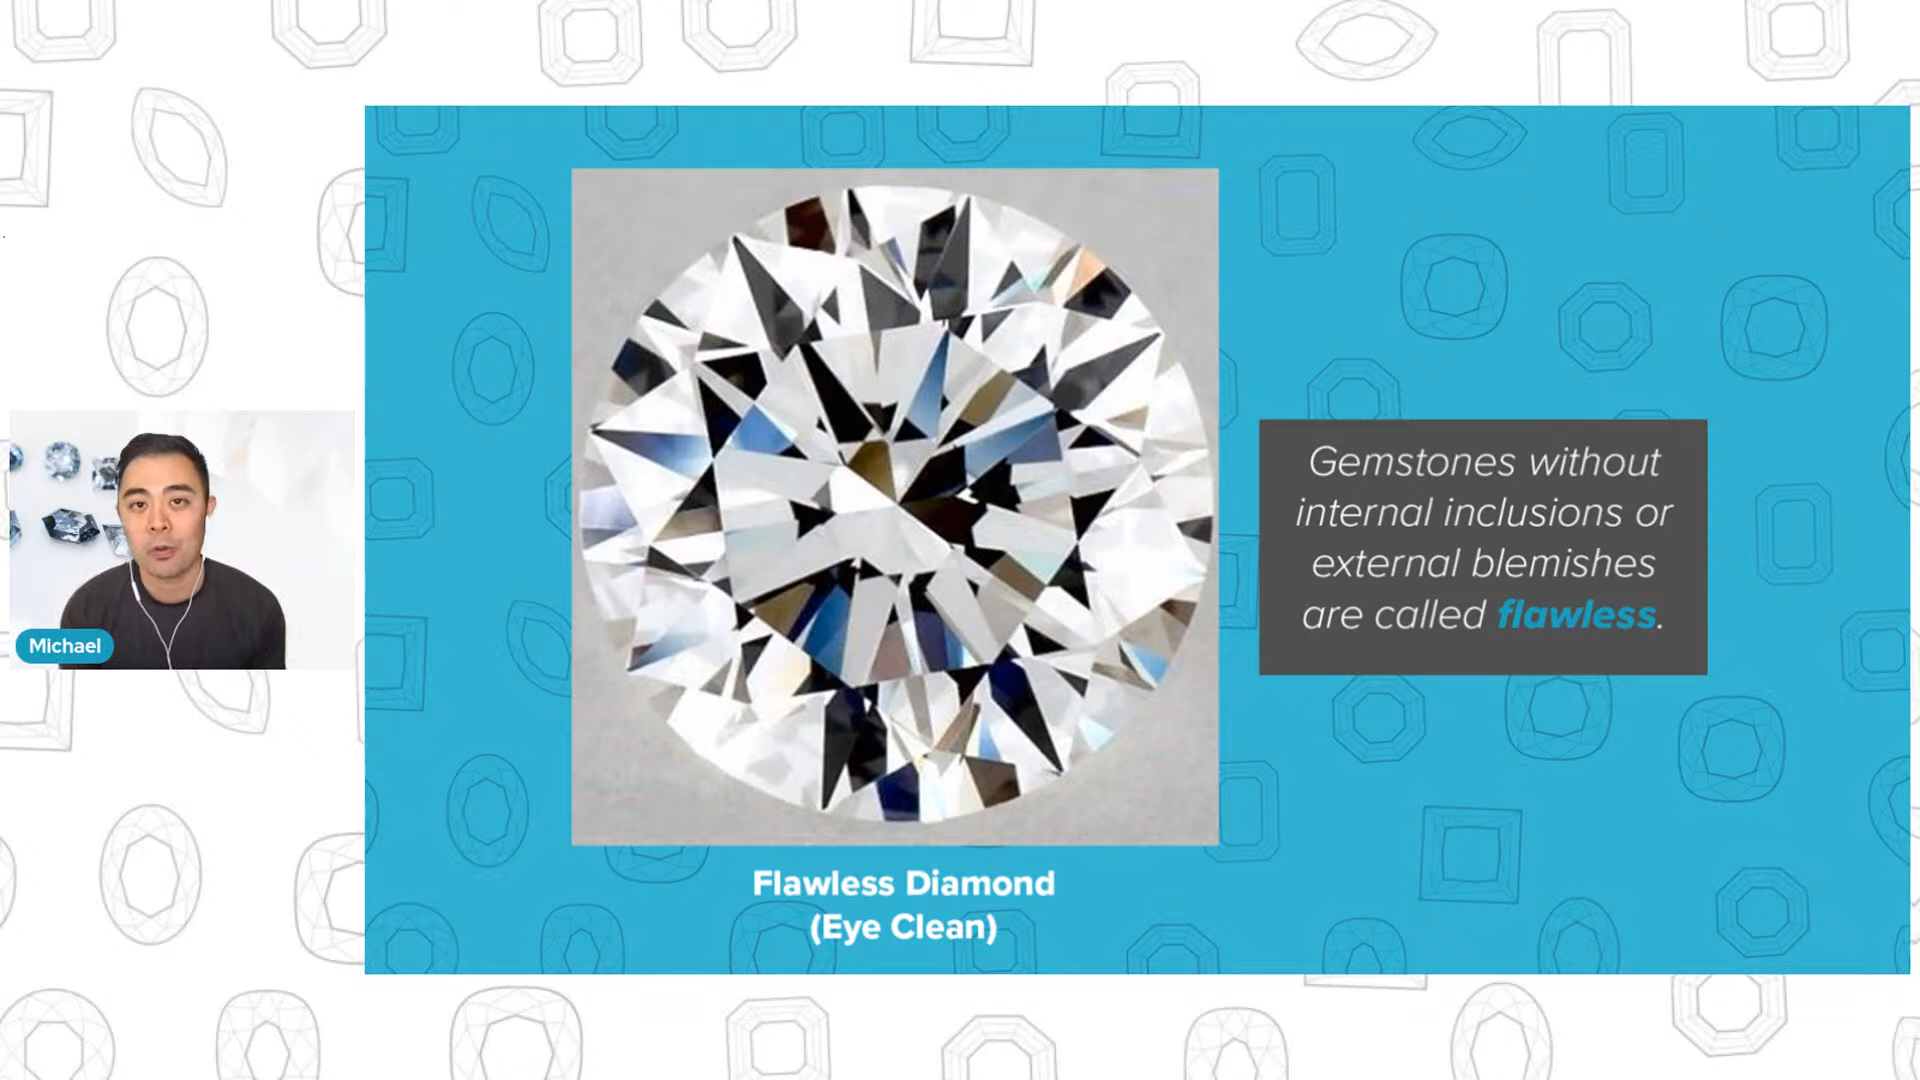 Michael
Gemstones without
internal inclusions or
external blemishes
are called flawless.
Flawless Diamond
(Eye Clean)